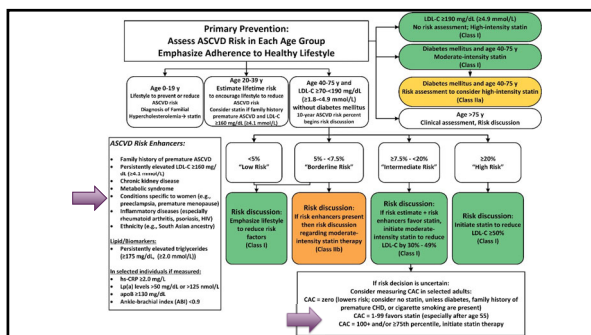 Primary Prevention:
Assess ASCVD Risk in Each Age Group
Emphasize Adherence to Healthy Lifestyle
LDL-C ≥190 mg/dL (≥4.9 mmol/L)
No risk assessment; High-intensity statin
(Class I)
Diabetes mellitus and age 40-75 y
Moderate-intensity statin
(Class I)
Diabetes mellitus and age 40-75 y
Risk assessment to consider high-intensity statin
(Class IIa)
Age >75 y
Clinical assessment, Risk discussion
Age 0-19 y
Lifestyle to prevent or reduce
ASCVD risk
Diagnosis of Familial
Hypercholesterolemia→ statin
Age 20-39 y
Estimate lifetime risk
to encourage lifestyle to reduce
ASCVD risk
Consider statin if family history
premature ASCVD and LDL-C
≥160 mg/dL (≥4.1 mmol/L)
Age 40-75 y and
LDL-C ≥70-<190 mg/dL
(≥1.8-<4.9 mmol/L)
without diabetes mellitus
10-year ASCVD risk percent
begins risk discussion
ASCVD Risk Enhancers:
• Family history of premature ASCVD
• Persistently elevated LDL-C ≥160 mg/
dL (≥4.1 mmol/L)
• Chronic kidney disease
• Metabolic syndrome
• Conditions specific to women (e.g.,
preeclampsia, premature menopause)
• Inflammatory diseases (especially
rheumatoid arthritis, psoriasis, HIV)
• Ethnicity (e.g., South Asian ancestry)
Lipid/Biomarkers:
• Persistently elevated triglycerides
(≥175 mg/dL, (≥2.0 mmol/L))
In selected individuals if measured:
• hs-CRP ≥2.0 mg/L
• Lp(a) levels >50 mg/dL or >125 nmol/L
• apoB ≥130 mg/dL
• Ankle-brachial index (ABI) <0.9
<5%
"Low Risk"
5% - <7.5%
"Borderline Risk"
≥7.5% - <20%
"Intermediate Risk"
≥20%
"High Risk"
Risk discussion:
Emphasize lifestyle
to reduce risk
factors
(Class I)
Risk discussion:
If risk enhancers present
then risk discussion
regarding moderate-
intensity statin therapy
(Class IIb)
Risk discussion:
If risk estimate + risk
enhancers favor statin,
initiate moderate-
intensity statin to reduce
LDL-C by 30% - 49%
(Class I)
Risk discussion:
Initiate statin to reduce
LDL-C ≥50%
(Class I)
If risk decision is uncertain:
Consider measuring CAC in selected adults:
CAC = zero (lowers risk; consider no statin, unless diabetes, family history of
premature CHD, or cigarette smoking are present)
CAC = 1-99 favors statin (especially after age 55)
CAC = 100+ and/or ≥75th percentile, initiate statin therapy